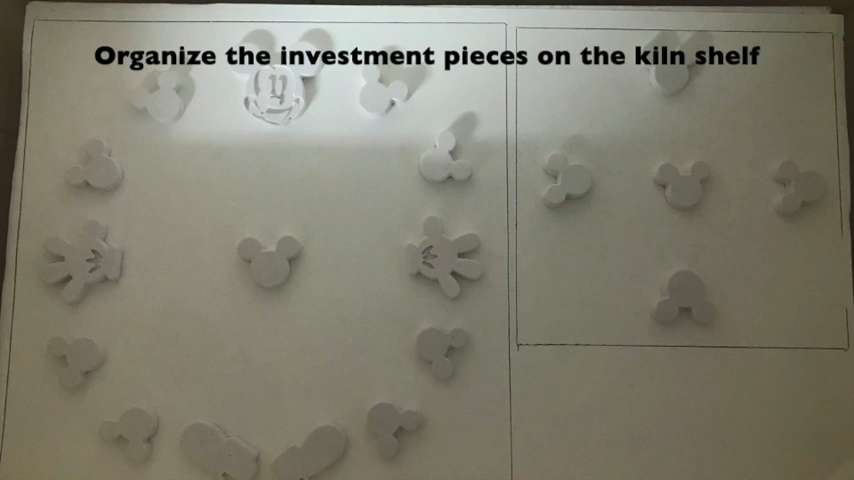 Organize the investment pieces on the kiln shelf